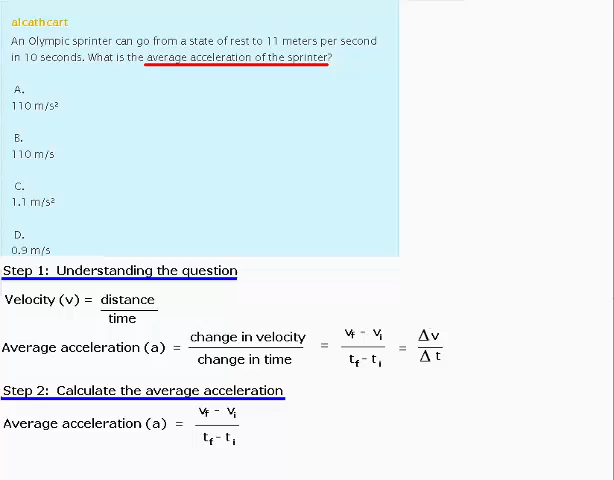 alcathcart
An Olympic sprinter can go from a state of rest to 11 meters per second
in 10 seconds. What is the average acceleration of the sprinter?
A.
110 m/s²
B.
110 m/s
C.
1.1 m/s²
D.
0.9 m/s
Step 1: Understanding the question
Velocity (v) = distance
time
Average acceleration (a) = change in velocity = vf - vi = Δv
change in time tf - ti Δt
Step 2: Calculate the average acceleration
Average acceleration (a) = vf - vi
tf - ti